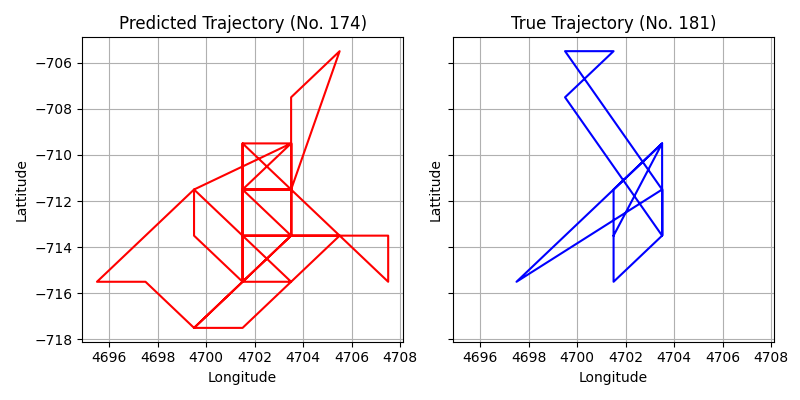 Predicted Trajectory (No. 174)
True Trajectory (No. 181)
−706
−708
−710
−712
−714
−716
−718
Lattitude
Lattitude
4696 4698 4700 4702 4704 4706 4708
4696 4698 4700 4702 4704 4706 4708
Longitude
Longitude